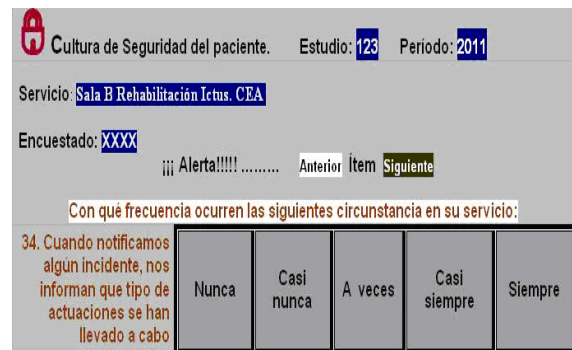 Cultura de Seguridad del paciente. Estudio: 123 Período: 2011
Servicio: Sala B Rehabilitación Ictus. CEA
Encuestado: XXXX
¡¡¡ Alerta!!!!! ......... Anterior Ítem Siguiente
Con qué frecuencia ocurren las siguientes circunstancia en su servicio:
34. Cuando notificamos
algún incidente, nos
informan que tipo de
actuaciones se han
llevado a cabo
Nunca
Casi
nunca
A veces
Casi
siempre
Siempre